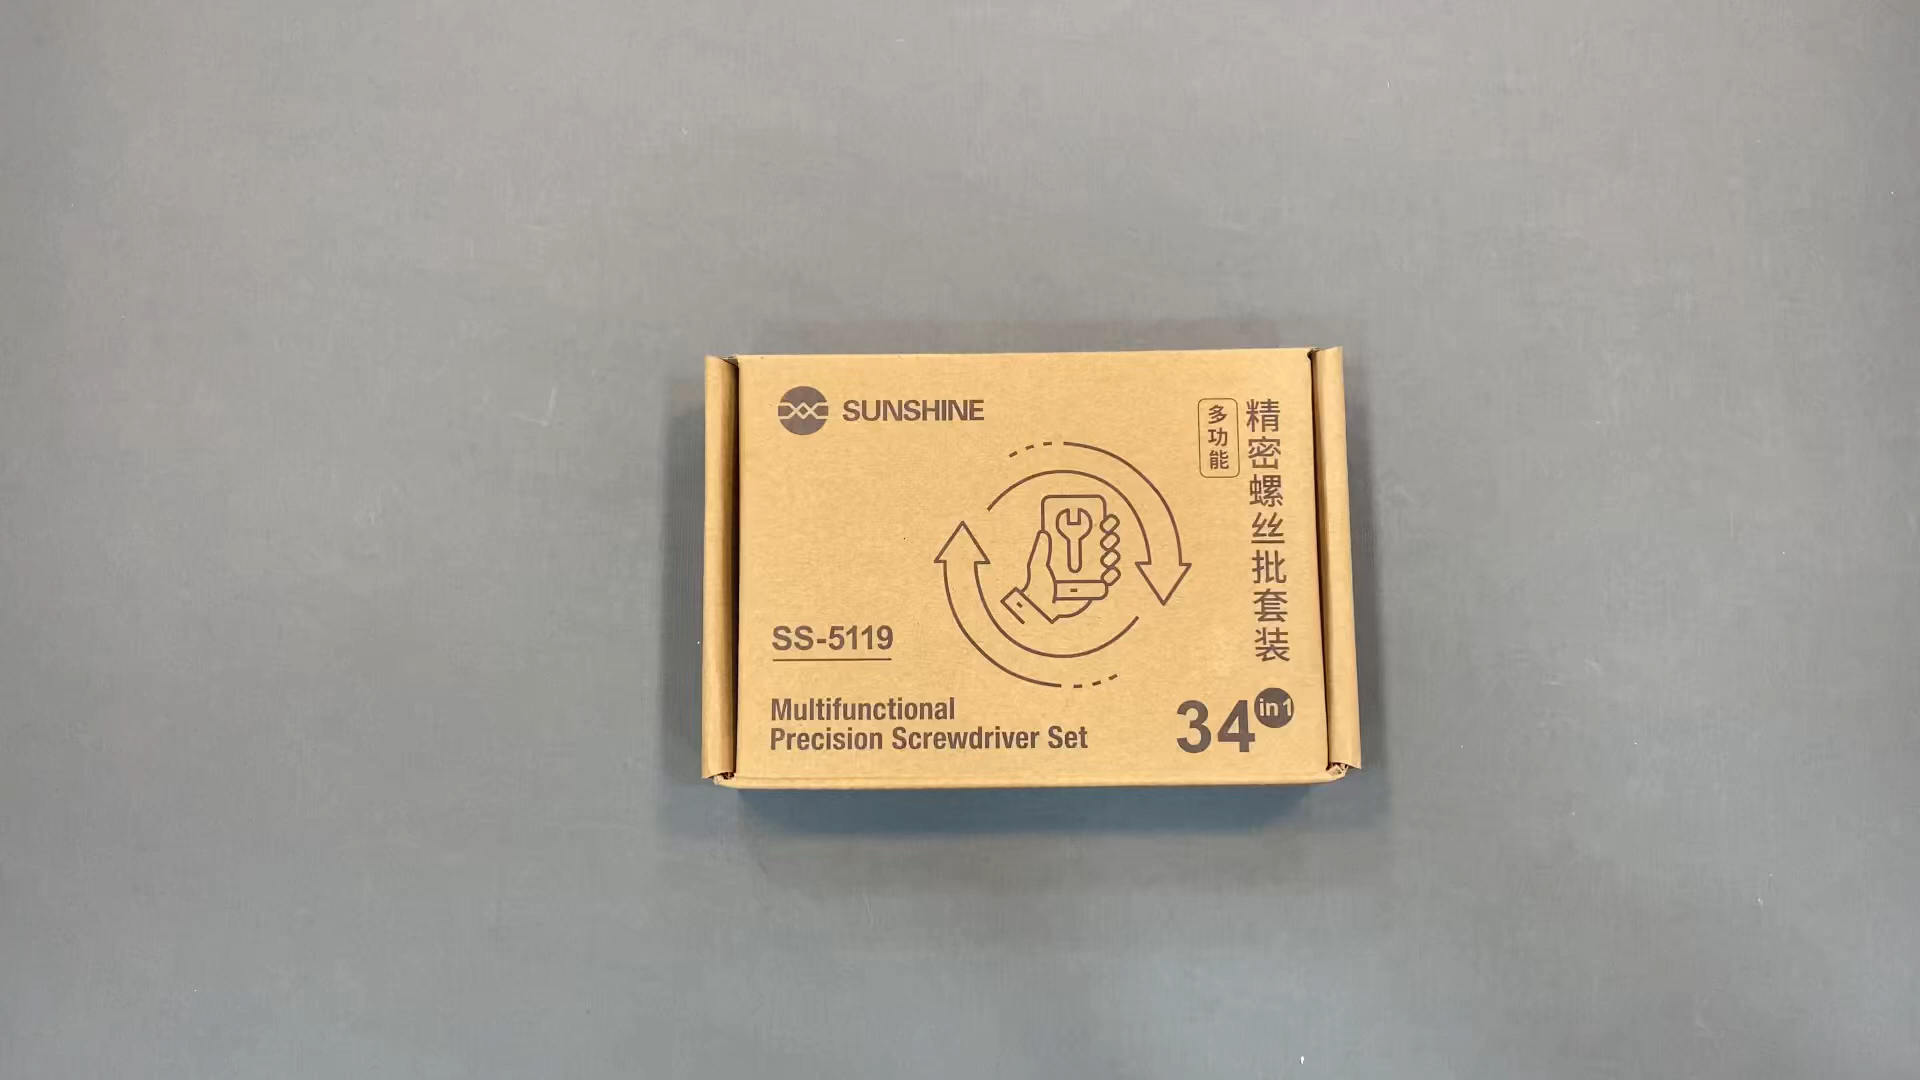 SUNSHINE
多功能
精密螺丝批套装
SS-5119
Multifunctional
Precision Screwdriver Set
34 in1